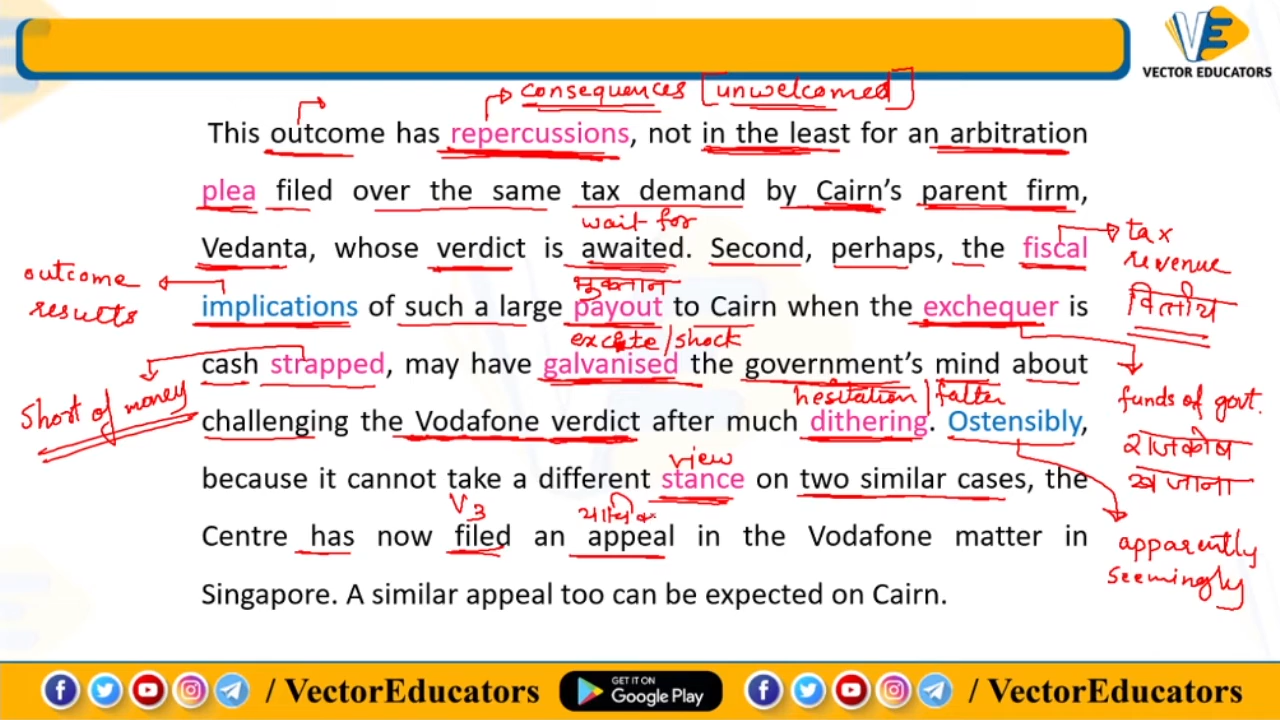 VE
VECTOR EDUCATORS
consequences [unwelcomed]
This outcome has repercussions, not in the least for an arbitration
plea filed over the same tax demand by Cairn's parent firm,
wait for
tax
revenue
वित्तीय
Vedanta, whose verdict is awaited. Second, perhaps, the fiscal
outcome
results
भुकतान
implications of such a large payout to Cairn when the exchequer is
excite/shock
cash strapped, may have galvanised the government's mind about
Short of money
hesitation / falter
funds of govt.
राजकोष
खजाना
challenging the Vodafone verdict after much dithering. Ostensibly,
view
because it cannot take a different stance on two similar cases, the
V3
Centre has now filed an appeal in the Vodafone matter in
apparently
seemingly
Singapore. A similar appeal too can be expected on Cairn.
/ VectorEducators
GET IT ON
Google Play
/ VectorEducators